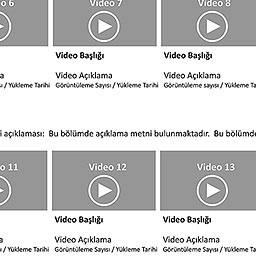 o 6 Video 7 Video 8
Video Başlığı Video Başlığı
a Video Açıklama Video Açıklama
ı / Yükleme Tarihi Görüntüleme Sayısı / Yükleme Tarihi Görüntüleme sayısı / Yükleme Tarihi
i açıklaması: Bu bölümde açıklama metni bulunmaktadır. Bu bölümde
o 11 Video 12 Video 13
Video Başlığı Video Başlığı
a Video Açıklama Video Açıklama
ı / Yükleme Tarihi Görüntüleme Sayısı / Yükleme Tarihi Görüntüleme sayısı / Yükleme Tarihi